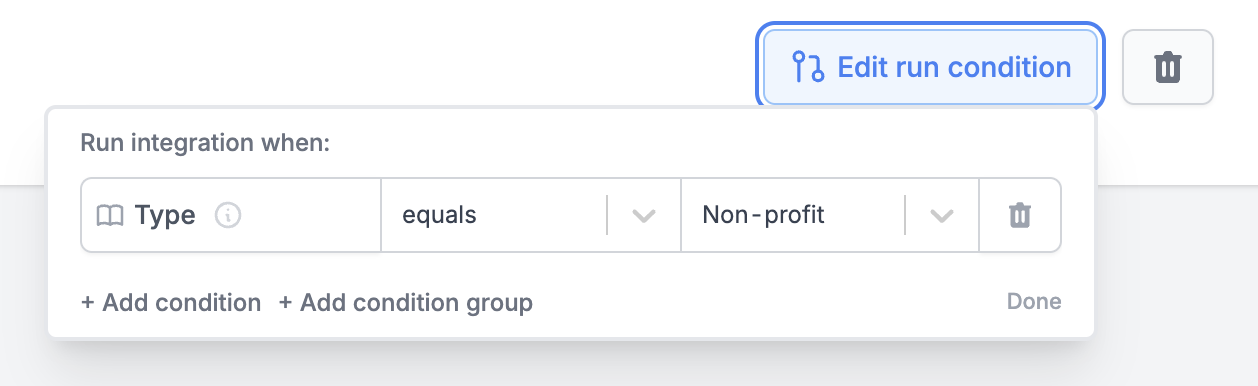 Edit run condition
Run integration when:
Type equals Non-profit
+ Add condition + Add condition group Done